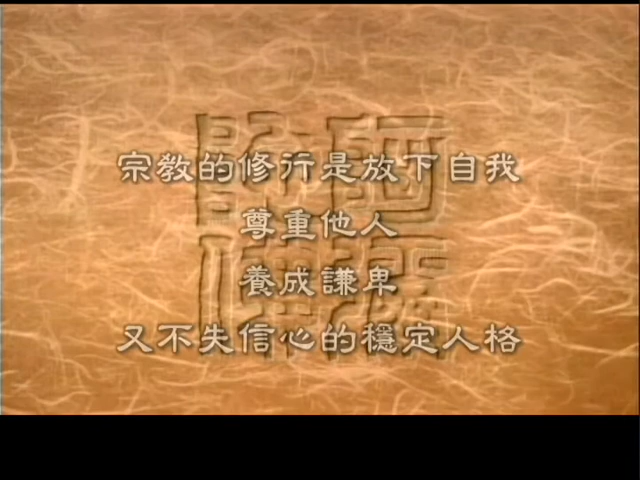 宗教的修行是放下自我
尊重他人
養成謙卑
又不失信心的穩定人格